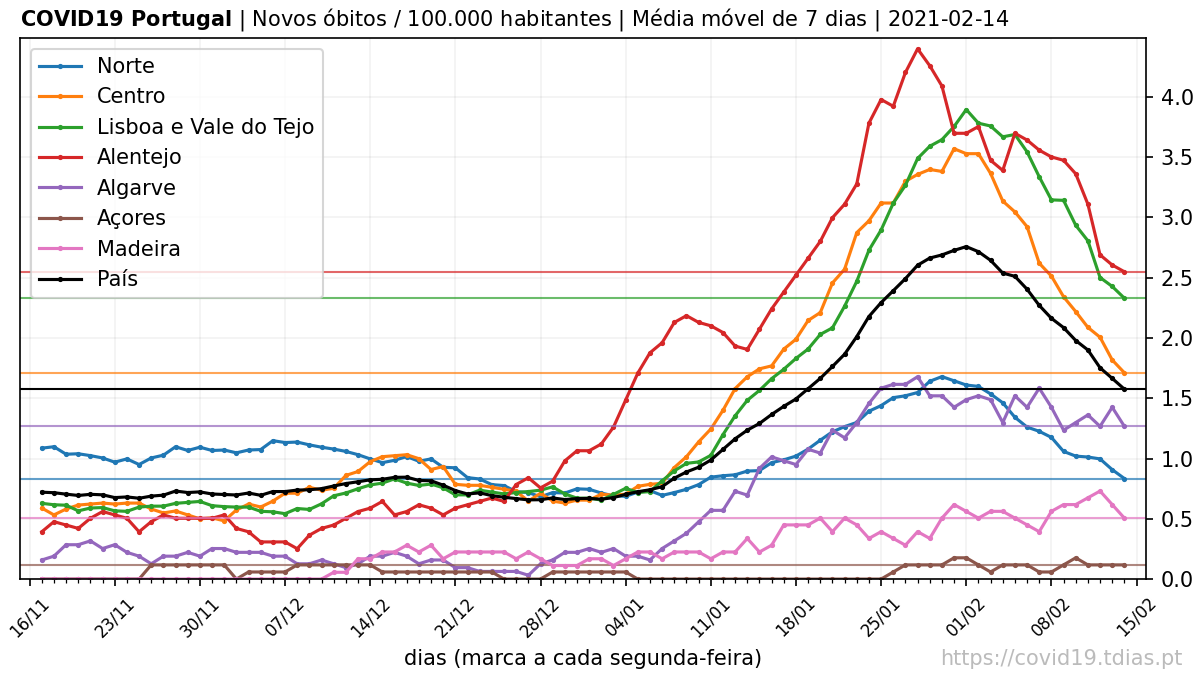 COVID19 Portugal | Novos óbitos / 100.000 habitantes | Média móvel de 7 dias | 2021-02-14
Norte
Centro
Lisboa e Vale do Tejo
Alentejo
Algarve
Açores
Madeira
País
4.0
3.5
3.0
2.5
2.0
1.5
1.0
0.5
0.0
16/11 23/11 30/11 07/12 14/12 21/12 28/12 04/01 11/01 18/01 25/01 01/02 08/02 15/02
dias (marca a cada segunda-feira)
https://covid19.tdias.pt